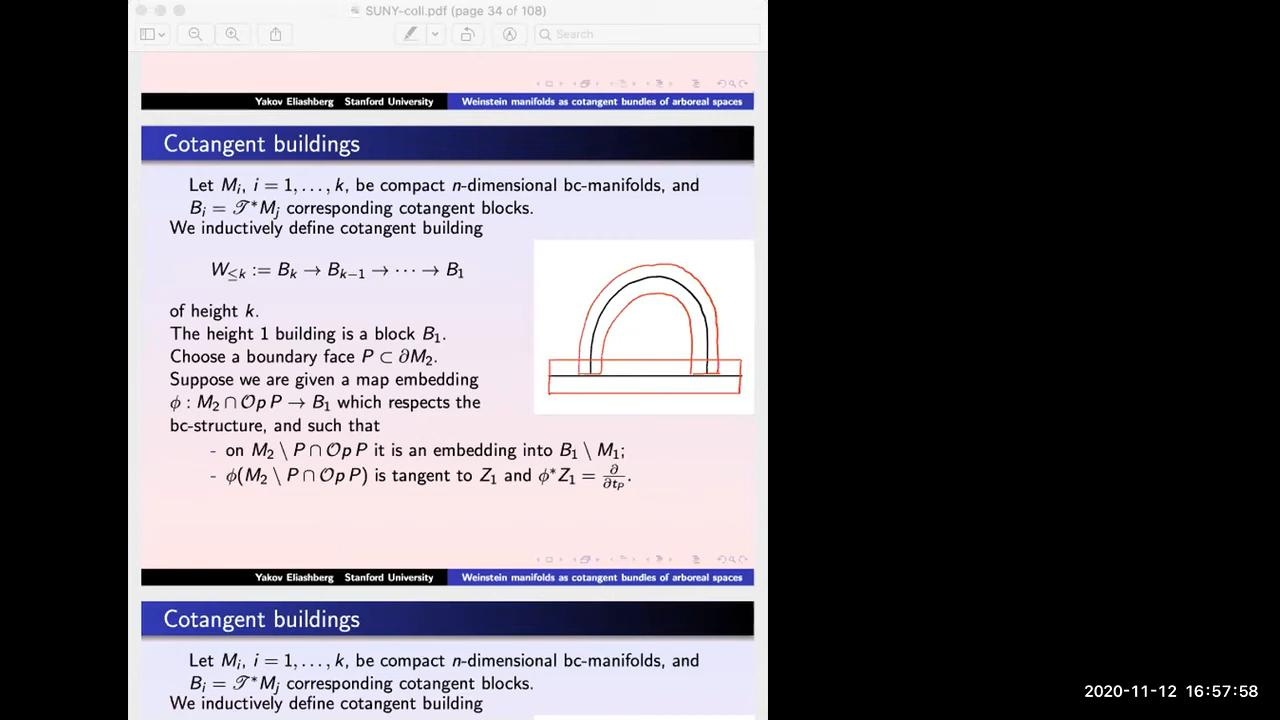 SUNY-coll.pdf (page 34 of 108)
Search
Yakov Eliashberg Stanford University Weinstein manifolds as cotangent bundles of arboreal spaces
Cotangent buildings
Let M_i, i = 1, . . . , k, be compact n-dimensional bc-manifolds, and
B_i = 𝒯*M_j corresponding cotangent blocks.
We inductively define cotangent building
W_{≤k} := B_k → B_{k−1} → ⋯ → B_1
of height k.
The height 1 building is a block B_1.
Choose a boundary face P ⊂ ∂M_2.
Suppose we are given a map embedding
ϕ : M_2 ∩ 𝒪p P → B_1 which respects the
bc-structure, and such that
- on M_2 \ P ∩ 𝒪p P it is an embedding into B_1 \ M_1;
- ϕ(M_2 \ P ∩ 𝒪p P) is tangent to Z_1 and ϕ*Z_1 = ∂/∂t_P.
Yakov Eliashberg Stanford University Weinstein manifolds as cotangent bundles of arboreal spaces
Cotangent buildings
Let M_i, i = 1, . . . , k, be compact n-dimensional bc-manifolds, and
B_i = 𝒯*M_j corresponding cotangent blocks.
We inductively define cotangent building
2020-11-12 16:57:58